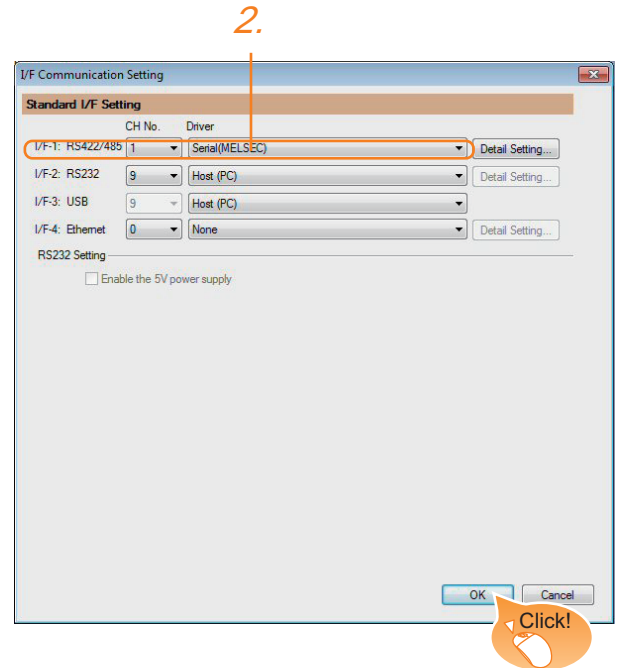 2.
I/F Communication Setting
Standard I/F Setting
CH No. Driver
I/F-1: RS422/485 1 Serial(MELSEC) Detail Setting...
I/F-2: RS232 9 Host (PC) Detail Setting...
I/F-3: USB 9 Host (PC)
I/F-4: Ethernet 0 None Detail Setting...
RS232 Setting
Enable the 5V power supply
OK Cancel
Click!